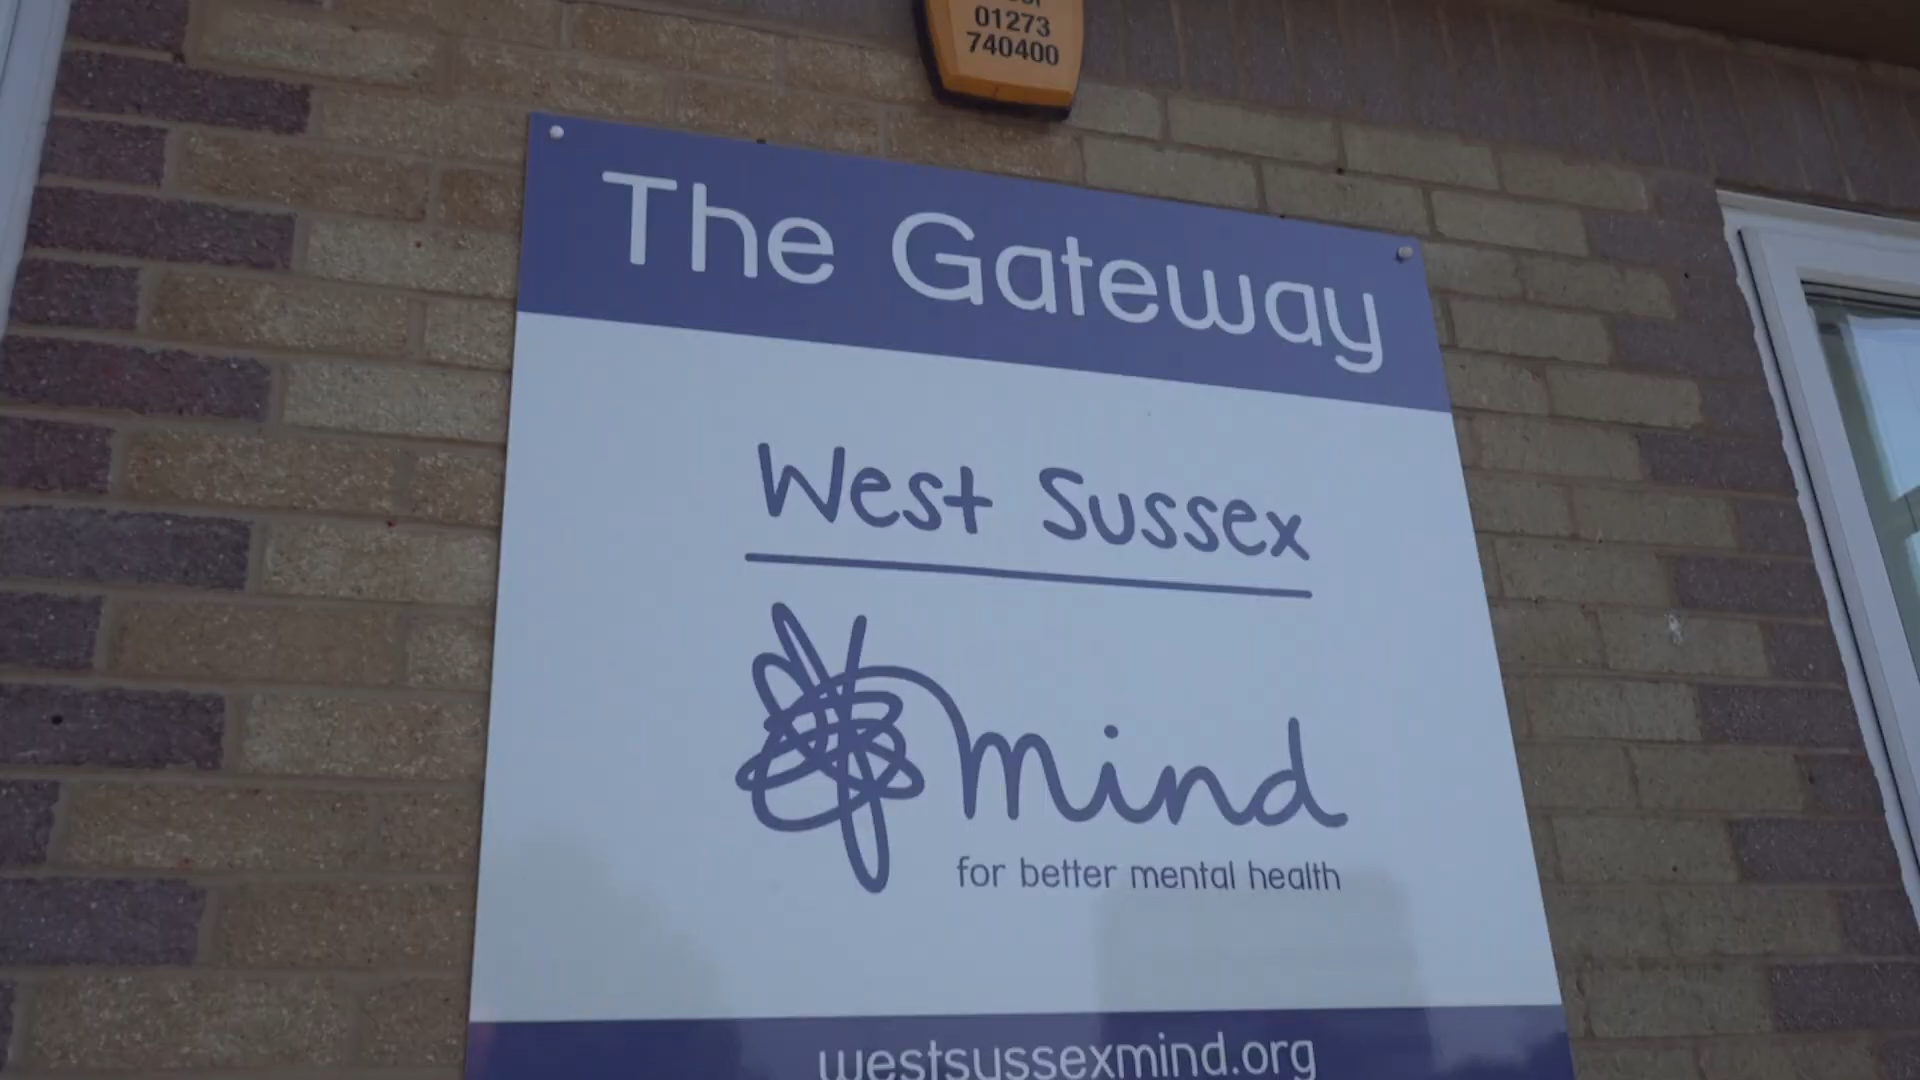 01273
740400
The Gateway
West Sussex
mind
for better mental health
westsussexmind.org